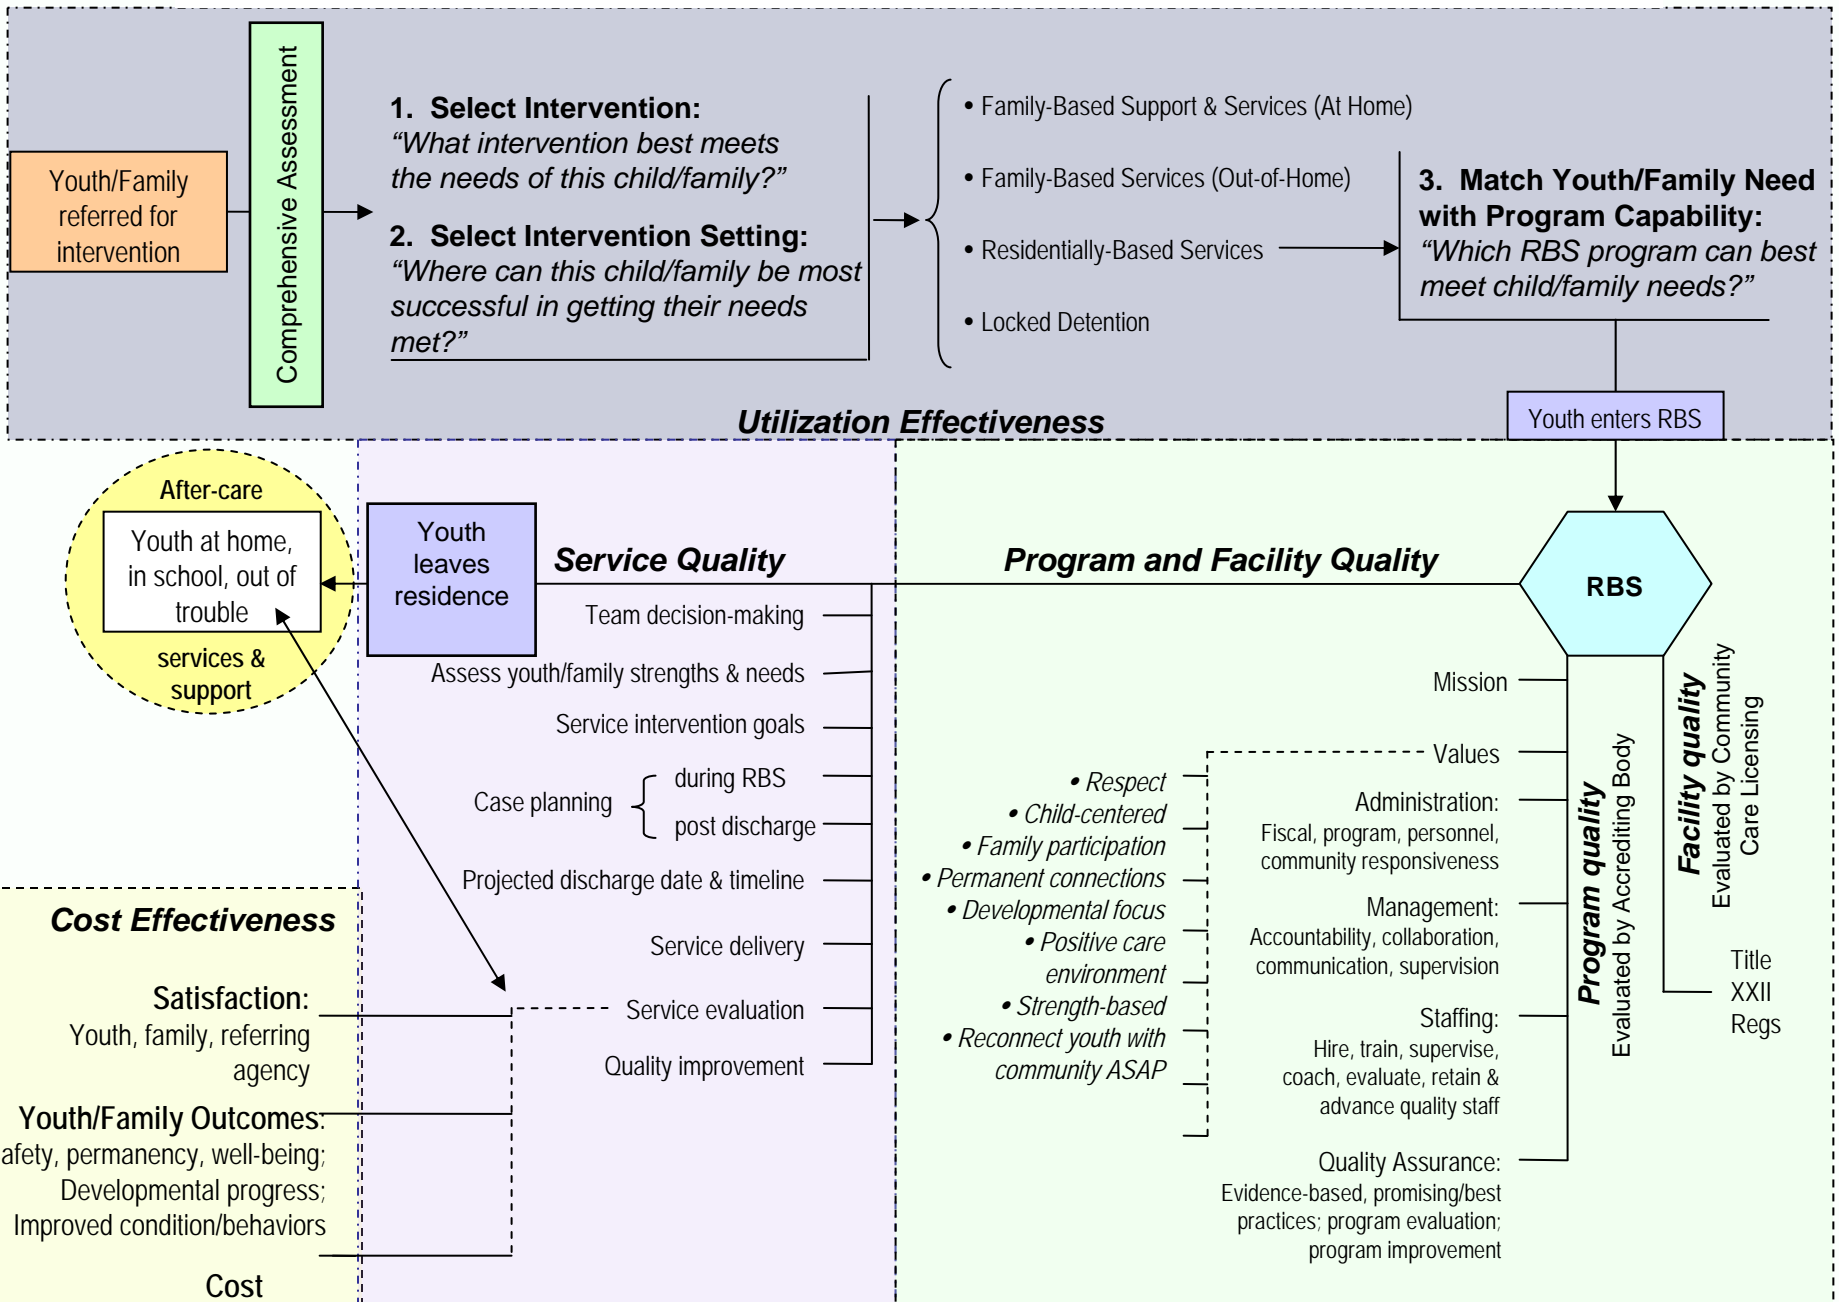 Youth/Family
referred for
intervention
Comprehensive Assessment
1. Select Intervention:
“What intervention best meets
the needs of this child/family?”
2. Select Intervention Setting:
“Where can this child/family be most
successful in getting their needs
met?”
• Family-Based Support & Services (At Home)
• Family-Based Services (Out-of-Home)
• Residentially-Based Services
• Locked Detention
3. Match Youth/Family Need
with Program Capability:
“Which RBS program can best
meet child/family needs?”
Utilization Effectiveness
Youth enters RBS
After-care
Youth at home,
in school, out of
trouble
services &
support
Youth
leaves
residence
Service Quality
Team decision-making
Assess youth/family strengths & needs
Service intervention goals
Case planning
during RBS
post discharge
Projected discharge date & timeline
Service delivery
Service evaluation
Quality improvement
Program and Facility Quality
RBS
Mission
Values
• Respect
• Child-centered
• Family participation
• Permanent connections
• Developmental focus
• Positive care
environment
• Strength-based
• Reconnect youth with
community ASAP
Administration:
Fiscal, program, personnel,
community responsiveness
Management:
Accountability, collaboration,
communication, supervision
Staffing:
Hire, train, supervise,
coach, evaluate, retain &
advance quality staff
Quality Assurance:
Evidence-based, promising/best
practices; program evaluation;
program improvement
Program quality
Evaluated by Accrediting Body
Facility quality
Evaluated by Community
Care Licensing
Title
XXII
Regs
Cost Effectiveness
Satisfaction:
Youth, family, referring
agency
Youth/Family Outcomes:
afety, permanency, well-being;
Developmental progress;
Improved condition/behaviors
Cost